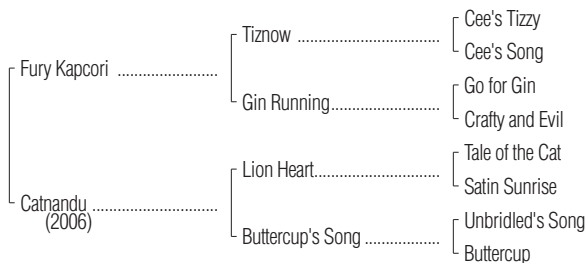 Cee's Tizzy
Tiznow ........................................
Cee's Song
Fury Kapcori ............................
Go for Gin
Gin Running...............................
Crafty and Evil
Tale of the Cat
Lion Heart...................................
Satin Sunrise
Catnandu ...................................
(2006)
Unbridled's Song
Buttercup's Song .....................
Buttercup